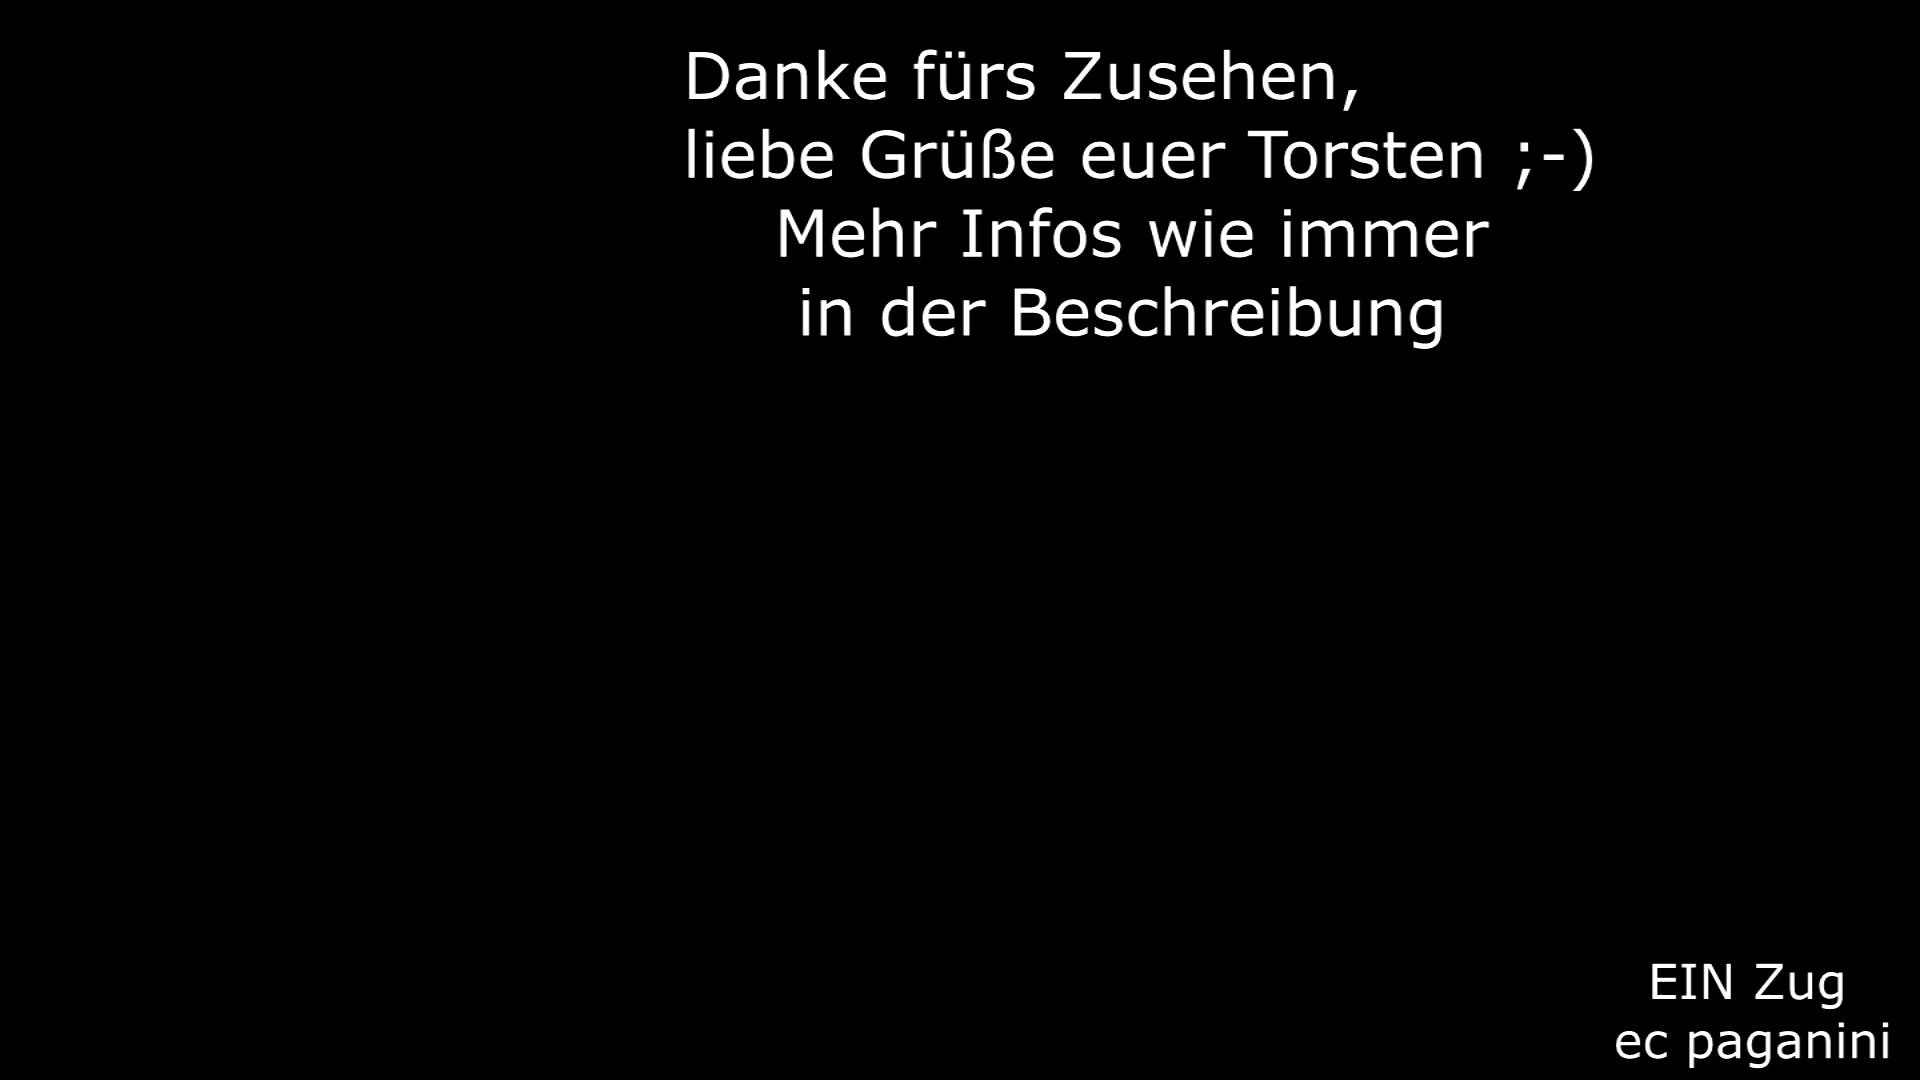 Danke fürs Zusehen,
liebe Grüße euer Torsten ;-)
Mehr Infos wie immer
in der Beschreibung
EIN Zug
ec paganini